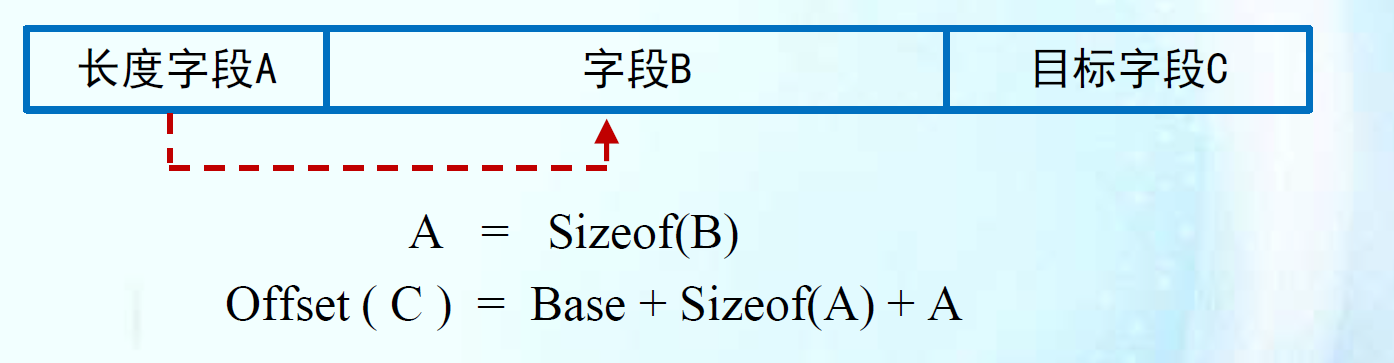 长度字段A 字段B 目标字段C
A = Sizeof(B)
Offset ( C ) = Base + Sizeof(A) + A